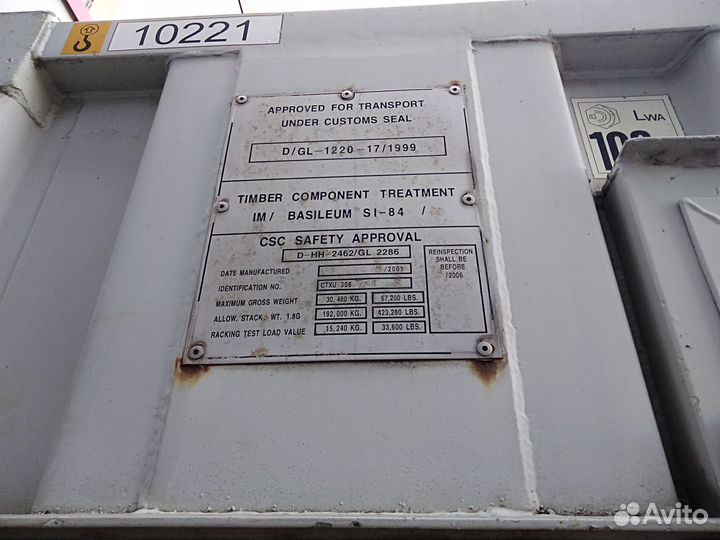 10221
LWA
APPROVED FOR TRANSPORT
UNDER CUSTOMS SEAL
D/GL-1220-17/1999
TIMBER COMPONENT TREATMENT
IM/ BASILEUM SI-84 /
CSC SAFETY APPROVAL
D-HH-2462/GL 2286
DATE MANUFACTURED /2001
IDENTIFICATION NO. CTXU 306
MAXIMUM GROSS WEIGHT 30,480 KG. 67,200 LBS.
ALLOW. STACK. WT. 1.8G 192,000 KG. 423,280 LBS.
RACKING TEST LOAD VALUE 15,240 KG. 33,600 LBS.
REINSPECTION
SHALL BE
BEFORE
/2006
Avito